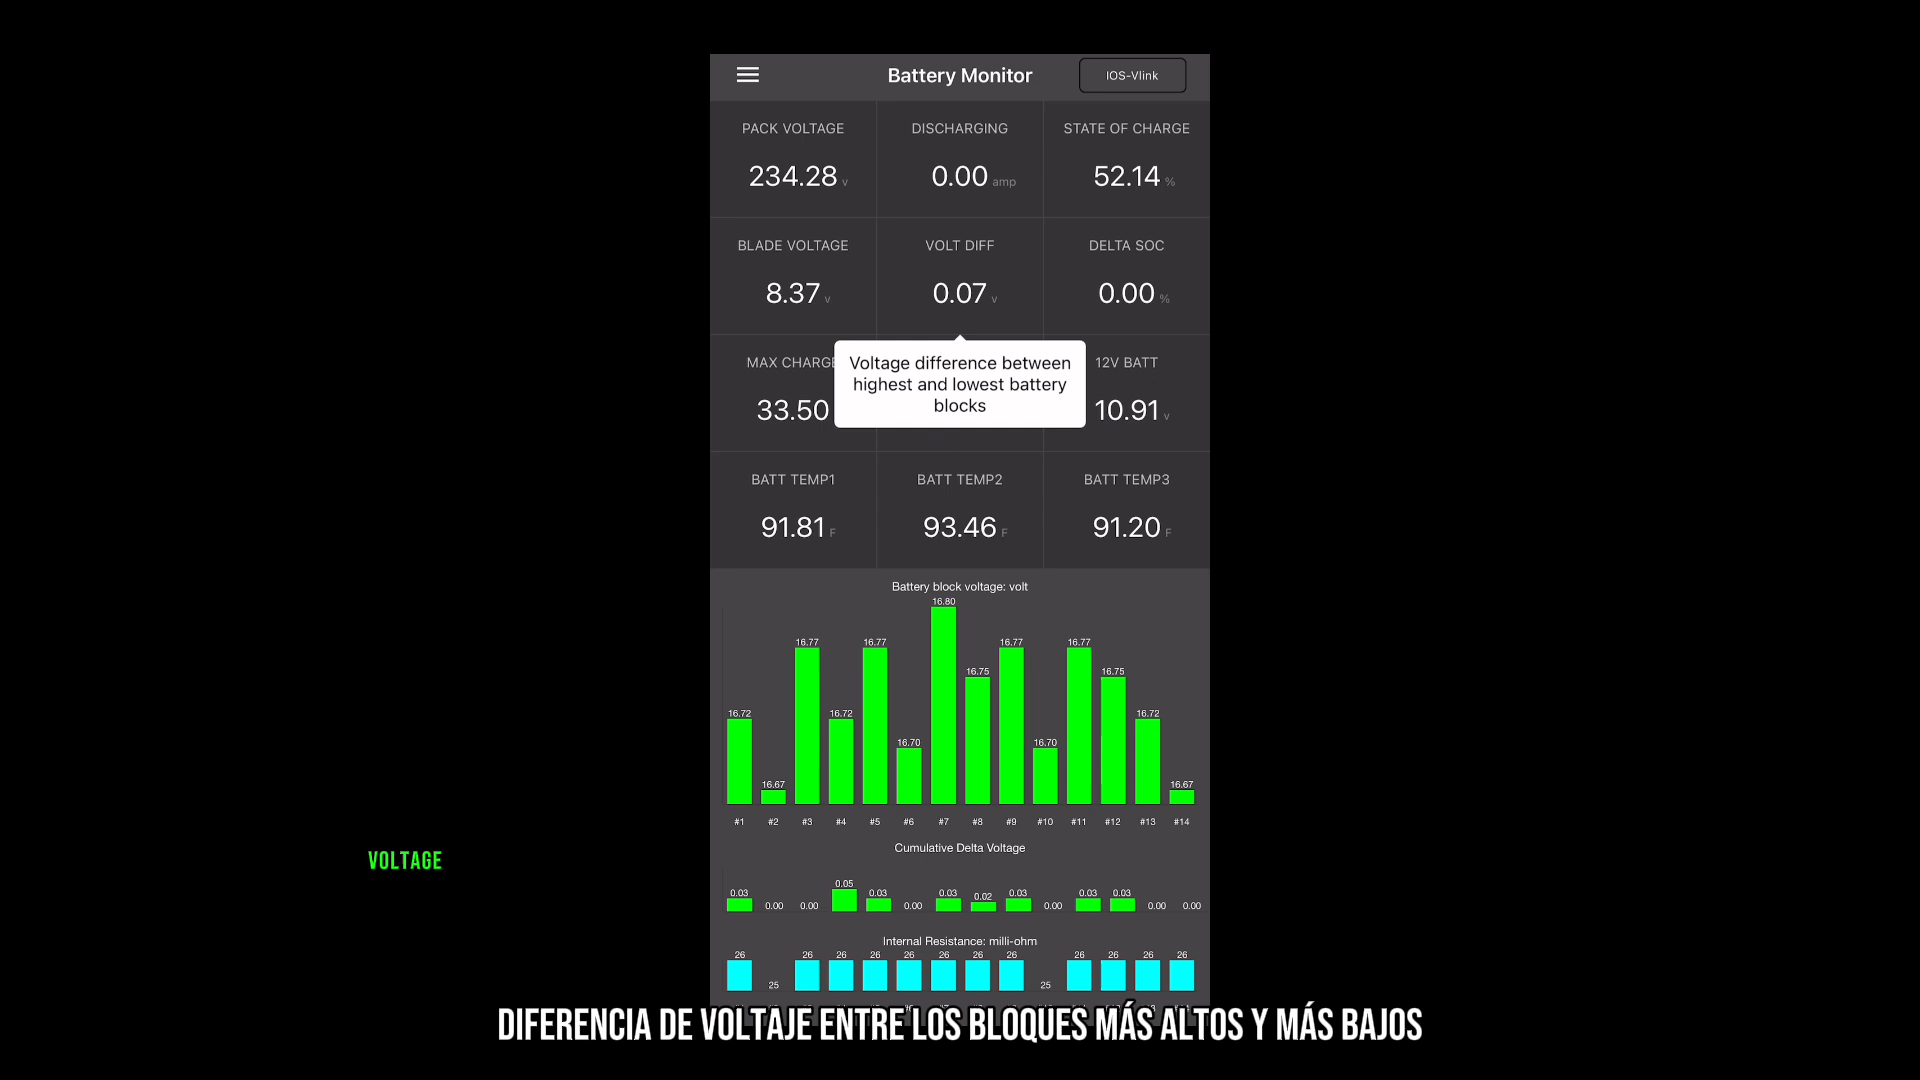 Battery Monitor
IOS-Vlink
PACK VOLTAGE
DISCHARGING
STATE OF CHARGE
234.28 v
0.00 amp
52.14 %
BLADE VOLTAGE
VOLT DIFF
DELTA SOC
8.37 v
0.07 v
0.00 %
MAX CHARGE
Voltage difference between
highest and lowest battery
blocks
12V BATT
33.50
10.91 v
BATT TEMP1
BATT TEMP2
BATT TEMP3
91.81 F
93.46 F
91.20 F
Battery block voltage: volt
16.72 16.67 16.77 16.72 16.77 16.70 16.80 16.75 16.77 16.70 16.77 16.75 16.72 16.67
#1 #2 #3 #4 #5 #6 #7 #8 #9 #10 #11 #12 #13 #14
Cumulative Delta Voltage
VOLTAGE
0.03 0.00 0.00 0.05 0.03 0.00 0.03 0.02 0.03 0.00 0.03 0.03 0.00 0.00
Internal Resistance: milli-ohm
26 25 26 26 26 26 26 26 26 25 26 26 26 26
DIFERENCIA DE VOLTAJE ENTRE LOS BLOQUES MÁS ALTOS Y MÁS BAJOS